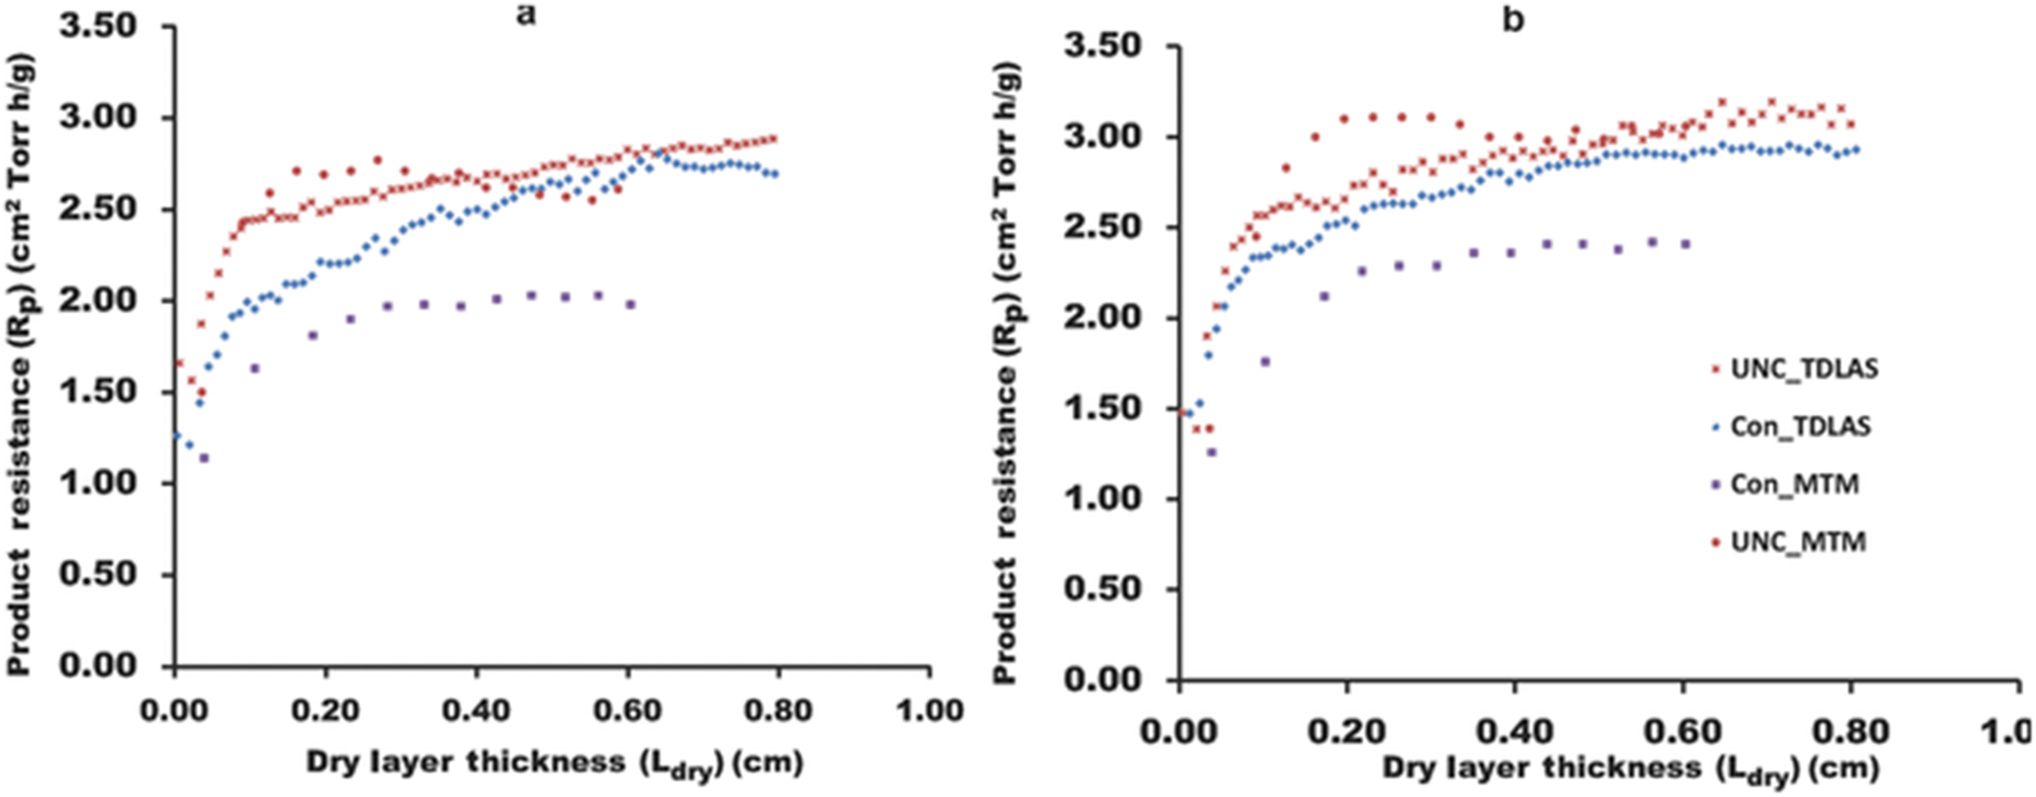 a
3.50
3.00
2.50
2.00
1.50
1.00
0.50
0.00
0.00 0.20 0.40 0.60 0.80 1.00
Product resistance (Rp) (cm² Torr h/g)
Dry layer thickness (Ldry) (cm)
b
3.50
3.00
2.50
2.00
1.50
1.00
0.50
0.00
0.00 0.20 0.40 0.60 0.80 1.0
Product resistance (Rp) (cm² Torr h/g)
Dry layer thickness (Ldry) (cm)
UNC_TDLAS
Con_TDLAS
Con_MTM
UNC_MTM